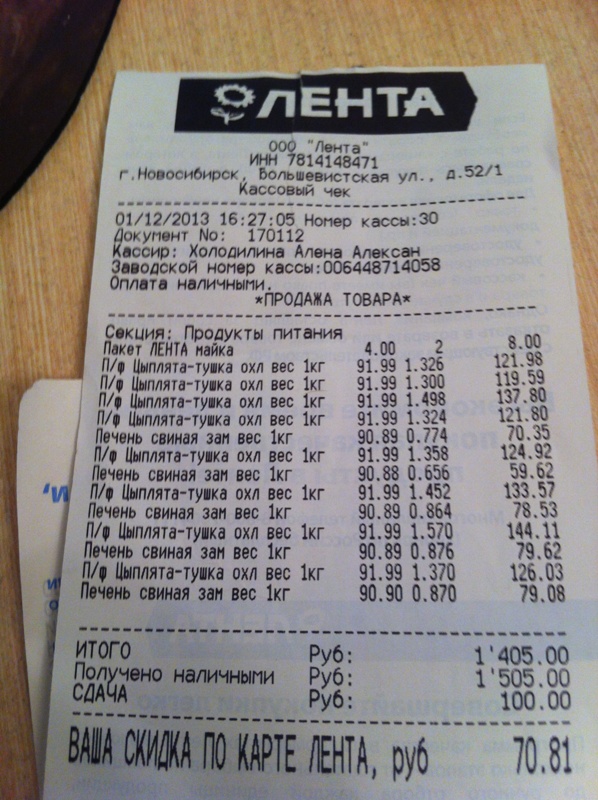 ЛЕНТА
ООО "Лента"
ИНН 7814148471
г.Новосибирск, Большевистская ул., д.52/1
Кассовый чек
01/12/2013 16:27:05 Номер кассы:30
Документ No: 170112
Кассир: Холодилина Алена Алексан
Заводской номер кассы:006448714058
Оплата наличными.
*ПРОДАЖА ТОВАРА*
Секция: Продукты питания
Пакет ЛЕНТА майка 4.00 2 8.00
П/ф Цыплята-тушка охл вес 1кг 91.99 1.326 121.98
П/ф Цыплята-тушка охл вес 1кг 91.99 1.300 119.59
П/ф Цыплята-тушка охл вес 1кг 91.99 1.498 137.80
П/ф Цыплята-тушка охл вес 1кг 91.99 1.324 121.80
Печень свиная зам вес 1кг 90.89 0.774 70.35
П/ф Цыплята-тушка охл вес 1кг 91.99 1.358 124.92
Печень свиная зам вес 1кг 90.88 0.656 59.62
П/ф Цыплята-тушка охл вес 1кг 91.99 1.452 133.57
Печень свиная зам вес 1кг 90.89 0.864 78.53
П/ф Цыплята-тушка охл вес 1кг 91.99 1.570 144.11
Печень свиная зам вес 1кг 90.89 0.876 79.62
П/ф Цыплята-тушка охл вес 1кг 91.99 1.370 126.03
Печень свиная зам вес 1кг 90.90 0.870 79.08
ИТОГО Руб: 1'405.00
Получено наличными Руб: 1'505.00
СДАЧА Руб: 100.00
ВАША СКИДКА ПО КАРТЕ ЛЕНТА, руб 70.81